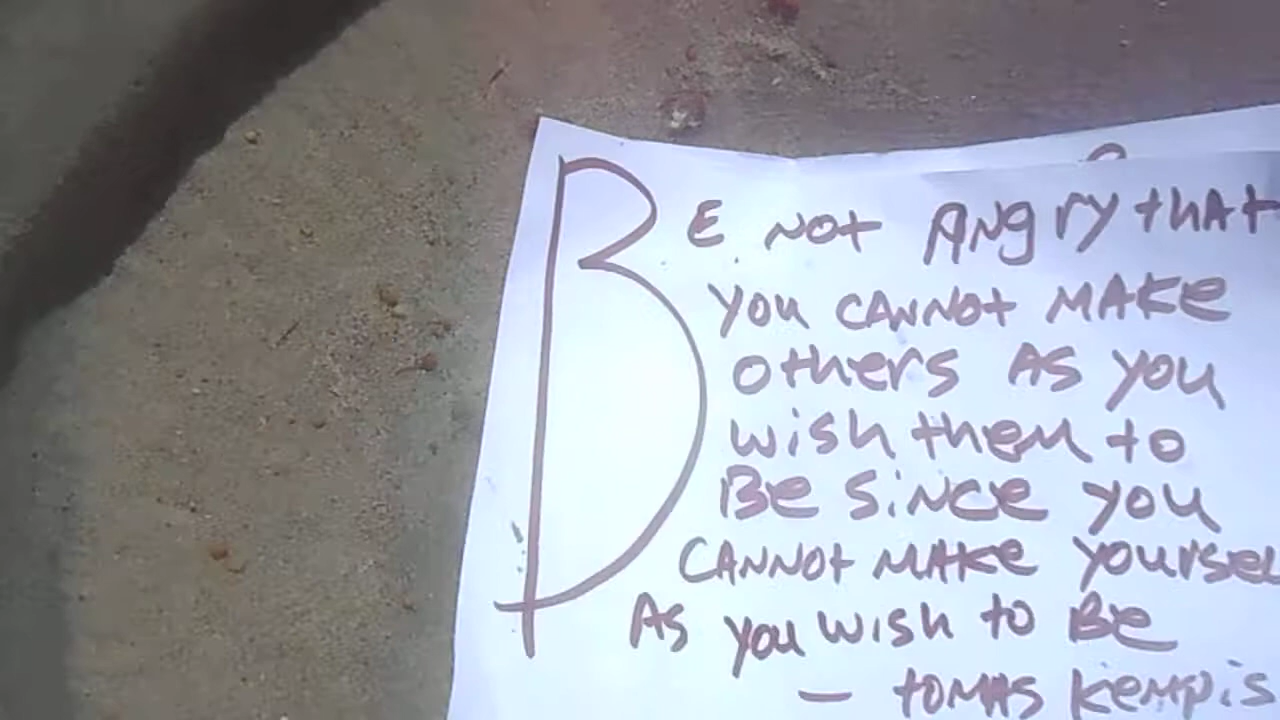 BE NOT ANgry thAt
you CANNot MAKe
others AS you
wish them to
Be SiNCe you
CANNot MAKe yoursel
AS you wish to Be
— toMAS Kempis